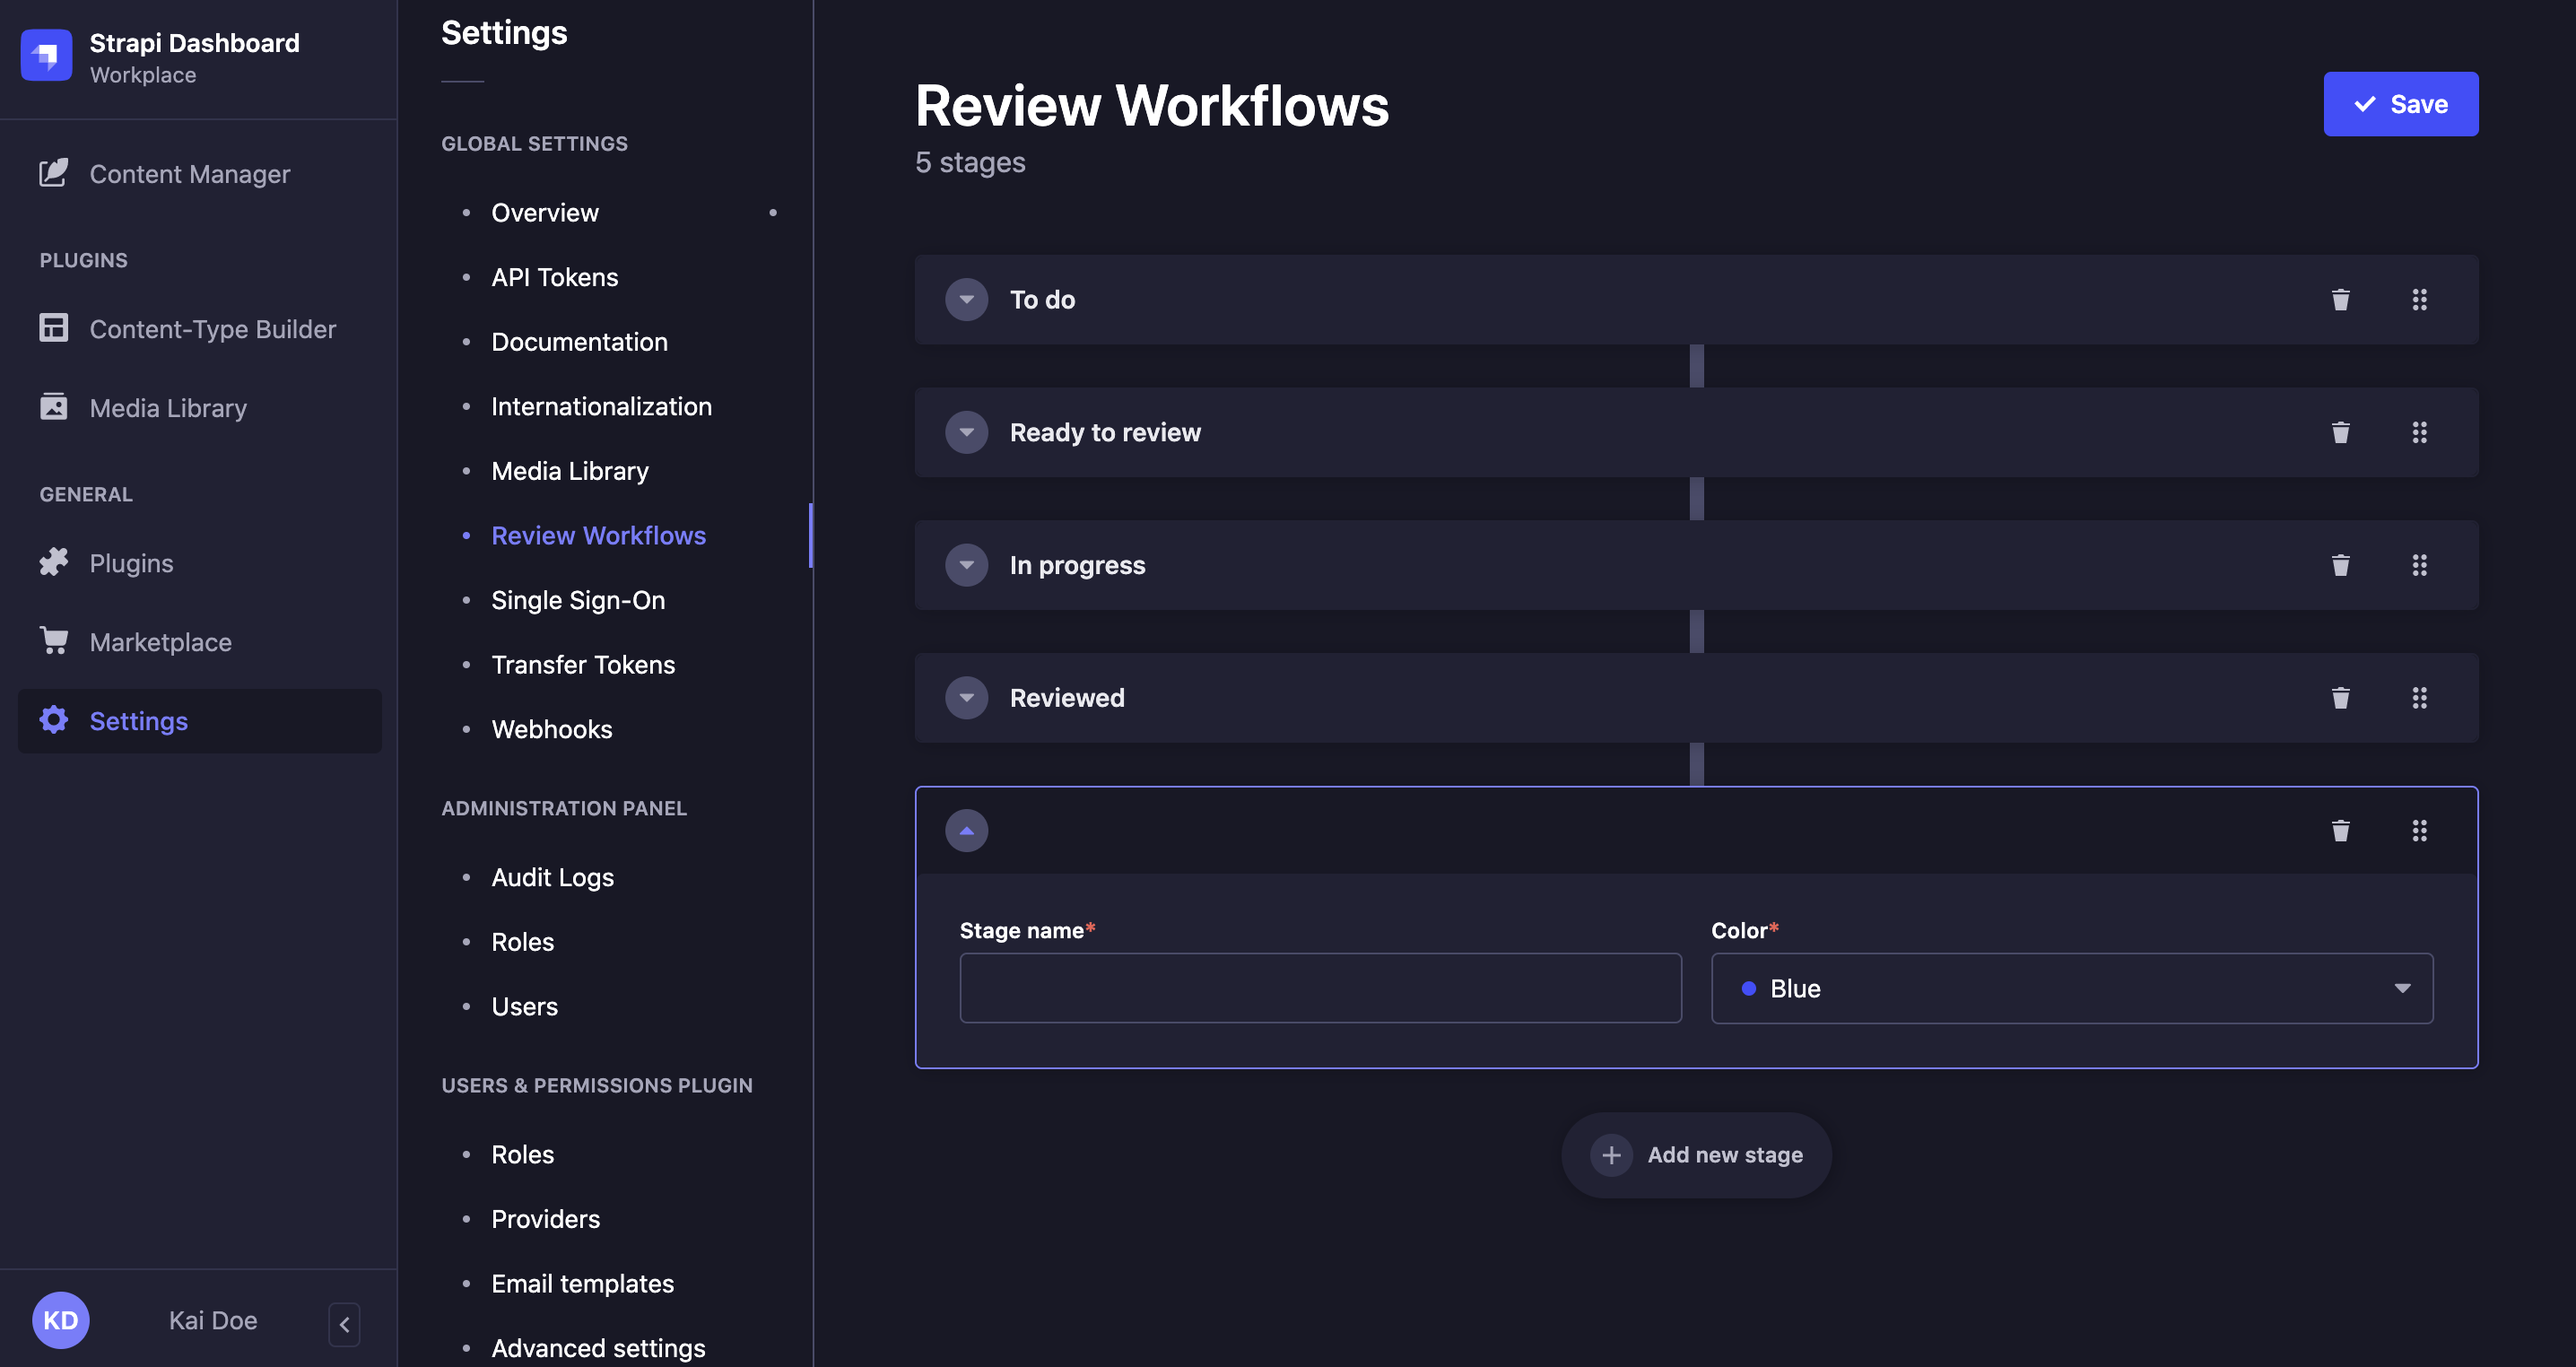 Strapi Dashboard
Workplace
Content Manager
PLUGINS
Content-Type Builder
Media Library
GENERAL
Plugins
Marketplace
Settings
KD
Kai Doe
Settings
GLOBAL SETTINGS
Overview
API Tokens
Documentation
Internationalization
Media Library
Review Workflows
Single Sign-On
Transfer Tokens
Webhooks
ADMINISTRATION PANEL
Audit Logs
Roles
Users
USERS & PERMISSIONS PLUGIN
Roles
Providers
Email templates
Advanced settings
Review Workflows
5 stages
Save
To do
Ready to review
In progress
Reviewed
Stage name*
Color*
Blue
Add new stage